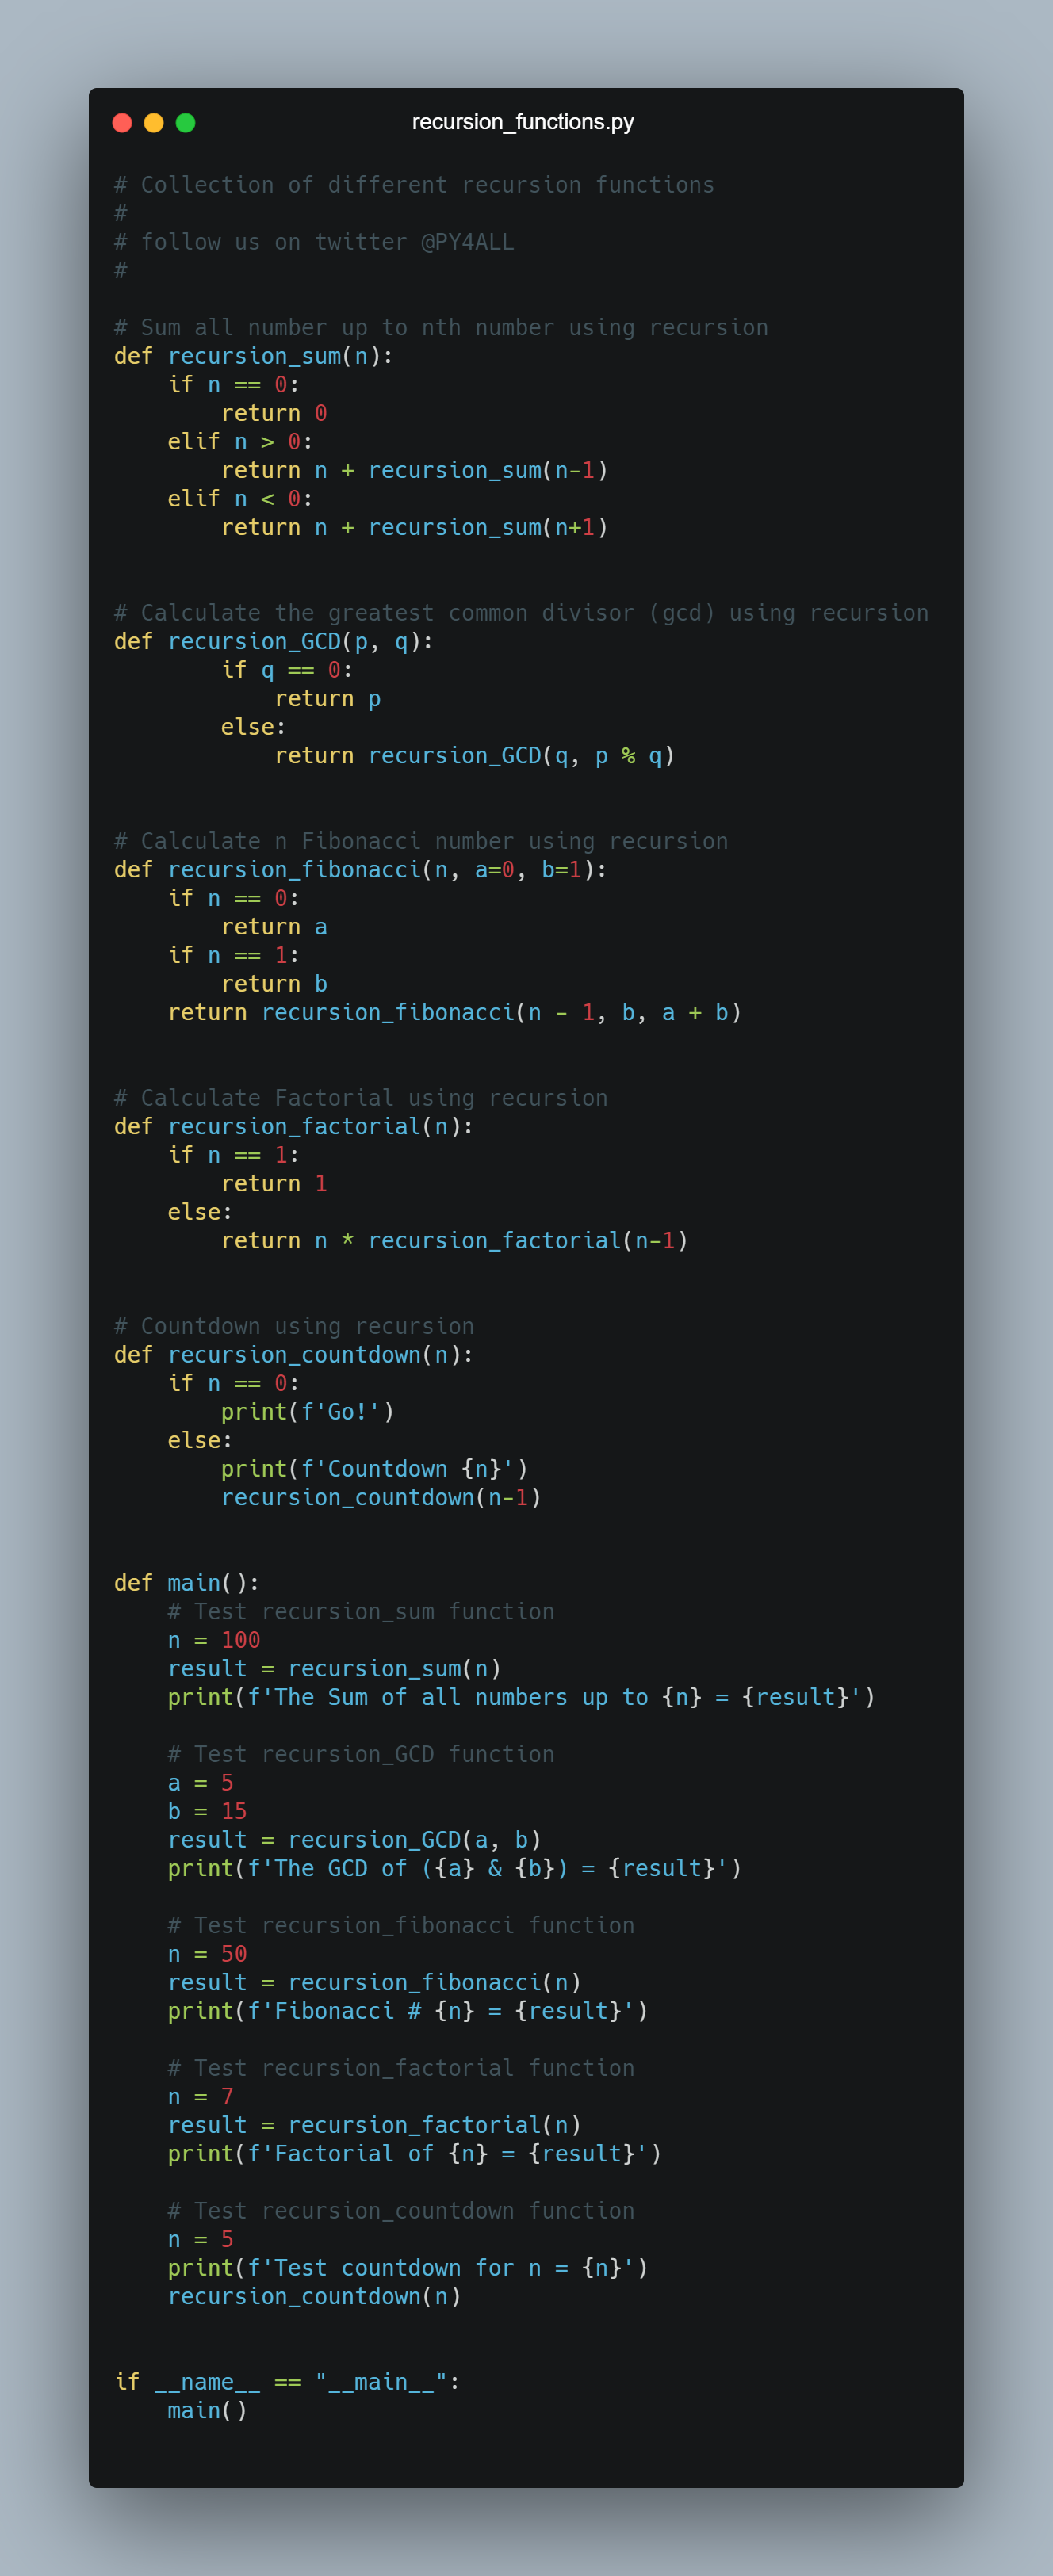 recursion_functions.py
# Collection of different recursion functions
#
# follow us on twitter @PY4ALL
#
# Sum all number up to nth number using recursion
def recursion_sum(n):
    if n == 0:
        return 0
    elif n > 0:
        return n + recursion_sum(n-1)
    elif n < 0:
        return n + recursion_sum(n+1)
# Calculate the greatest common divisor (gcd) using recursion
def recursion_GCD(p, q):
        if q == 0:
            return p
        else:
            return recursion_GCD(q, p % q)
# Calculate n Fibonacci number using recursion
def recursion_fibonacci(n, a=0, b=1):
    if n == 0:
        return a
    if n == 1:
        return b
    return recursion_fibonacci(n - 1, b, a + b)
# Calculate Factorial using recursion
def recursion_factorial(n):
    if n == 1:
        return 1
    else:
        return n * recursion_factorial(n-1)
# Countdown using recursion
def recursion_countdown(n):
    if n == 0:
        print(f'Go!')
    else:
        print(f'Countdown {n}')
        recursion_countdown(n-1)
def main():
    # Test recursion_sum function
    n = 100
    result = recursion_sum(n)
    print(f'The Sum of all numbers up to {n} = {result}')
    # Test recursion_GCD function
    a = 5
    b = 15
    result = recursion_GCD(a, b)
    print(f'The GCD of ({a} & {b}) = {result}')
    # Test recursion_fibonacci function
    n = 50
    result = recursion_fibonacci(n)
    print(f'Fibonacci # {n} = {result}')
    # Test recursion_factorial function
    n = 7
    result = recursion_factorial(n)
    print(f'Factorial of {n} = {result}')
    # Test recursion_countdown function
    n = 5
    print(f'Test countdown for n = {n}')
    recursion_countdown(n)
if __name__ == "__main__":
    main()